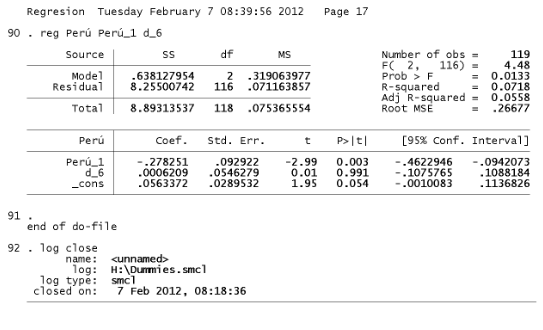 Regresion Tuesday February 7 08:39:56 2012 Page 17
90 . reg Perú Perú_1 d_6
Source SS df MS Number of obs = 119
F( 2, 116) = 4.48
Model .638127954 2 .319063977 Prob > F = 0.0133
Residual 8.25500742 116 .071163857 R-squared = 0.0718
Adj R-squared = 0.0558
Total 8.89313537 118 .075365554 Root MSE = .26677
Perú Coef. Std. Err. t P>|t| [95% Conf. Interval]
Perú_1 -.278251 .092922 -2.99 0.003 -.4622946 -.0942073
d_6 .0006209 .0546279 0.01 0.991 -.1075765 .1088184
_cons .0563372 .0289532 1.95 0.054 -.0010083 .1136826
91 .
end of do-file
92 . log close
name: <unnamed>
log: H:\Dummies.smcl
log type: smcl
closed on: 7 Feb 2012, 08:18:36